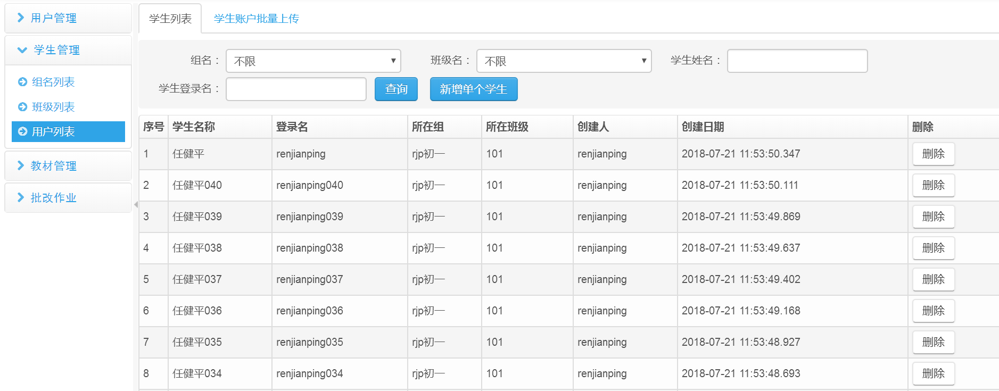 用户管理
学生管理
组名列表
班级列表
用户列表
教材管理
批改作业
学生列表 学生账户批量上传
组名： 不限 班级名： 不限 学生姓名：
学生登录名： 查询 新增单个学生
序号 学生名称 登录名 所在组 所在班级 创建人 创建日期 删除
1 任健平 renjianping rjp初一 101 renjianping 2018-07-21 11:53:50.347 删除
2 任健平040 renjianping040 rjp初一 101 renjianping 2018-07-21 11:53:50.111 删除
3 任健平039 renjianping039 rjp初一 101 renjianping 2018-07-21 11:53:49.869 删除
4 任健平038 renjianping038 rjp初一 101 renjianping 2018-07-21 11:53:49.637 删除
5 任健平037 renjianping037 rjp初一 101 renjianping 2018-07-21 11:53:49.402 删除
6 任健平036 renjianping036 rjp初一 101 renjianping 2018-07-21 11:53:49.168 删除
7 任健平035 renjianping035 rjp初一 101 renjianping 2018-07-21 11:53:48.927 删除
8 任健平034 renjianping034 rjp初一 101 renjianping 2018-07-21 11:53:48.693 删除